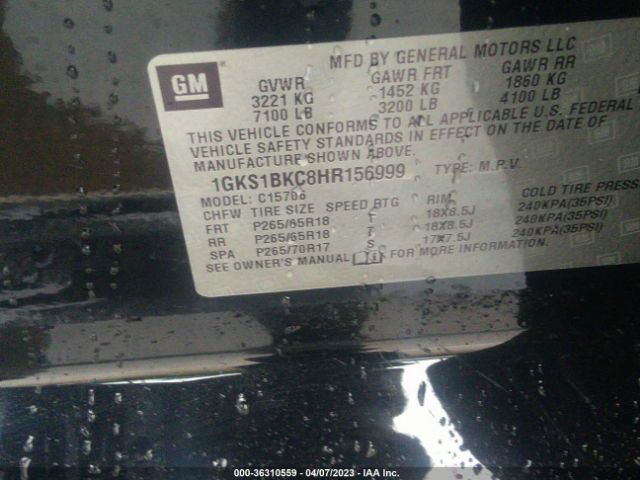 MFD BY GENERAL MOTORS LLC
GM
GVWR GAWR FRT GAWR RR
3221 KG 1452 KG 1860 KG
7100 LB 3200 LB 4100 LB
THIS VEHICLE CONFORMS TO ALL APPLICABLE U.S. FEDERAL
VEHICLE SAFETY STANDARDS IN EFFECT ON THE DATE OF
MANUFACTURE SHOWN ABOVE.
1GKS1BKC8HR156999 TYPE: M.P.V.
MODEL: C15706
CHFW TIRE SIZE SPEED RTG RIM COLD TIRE PRESS
FRT P265/65R18 T 18X8.5J 240KPA(35PSI)
RR P265/65R18 T 18X8.5J 240KPA(35PSI)
SPA P265/70R17 S 17X7.5J 240KPA(35PSI)
SEE OWNER'S MANUAL FOR MORE INFORMATION.
000-36310559 - 04/07/2023 - IAA Inc.